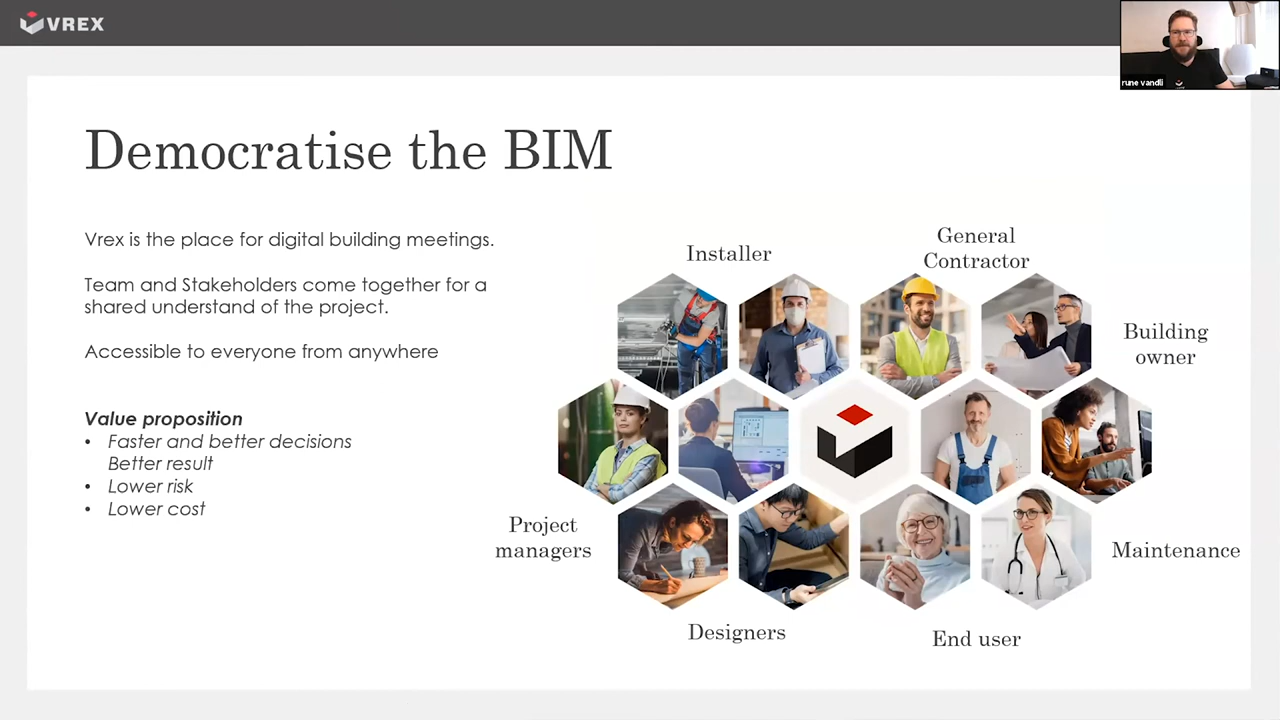 VREX
rune vandli
Democratise the BIM
Vrex is the place for digital building meetings.
Team and Stakeholders come together for a
shared understand of the project.
Accessible to everyone from anywhere
Value proposition
• Faster and better decisions
Better result
• Lower risk
• Lower cost
Installer
General
Contractor
Building
owner
Project
managers
Maintenance
Designers
End user